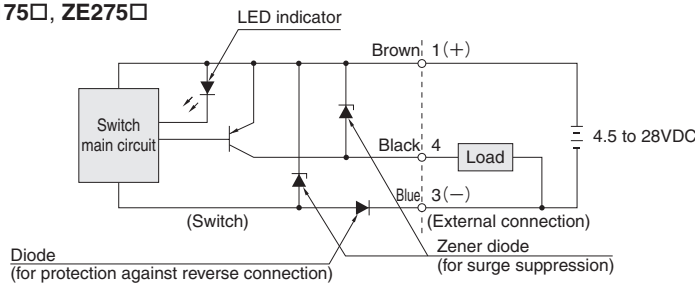 75□, ZE275□
LED indicator
Brown 1(+)
Switch
main circuit
4.5 to 28VDC
Black 4
Load
Blue 3(−)
(Switch)
(External connection)
Diode
(for protection against reverse connection)
Zener diode
(for surge suppression)